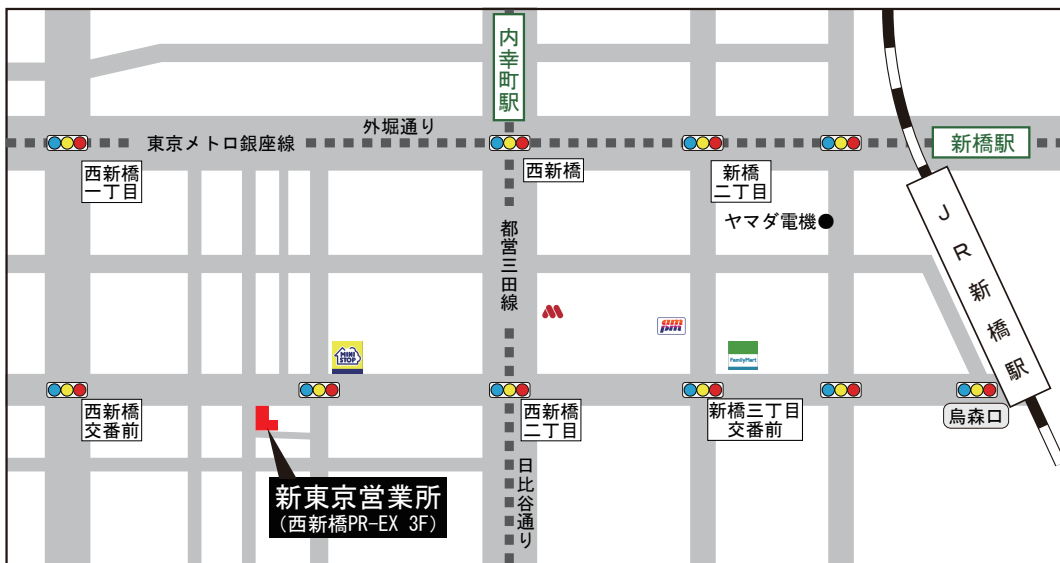 内幸町駅
外堀通り
東京メトロ銀座線
新橋駅
西新橋
一丁目
西新橋
新橋
二丁目
ヤマダ電機
都営三田線
JR新橋駅
am
pm
MINI
STOP
FamilyMart
西新橋
交番前
西新橋
二丁目
新橋三丁目
交番前
烏森口
日比谷通り
新東京営業所
(西新橋PR-EX 3F)